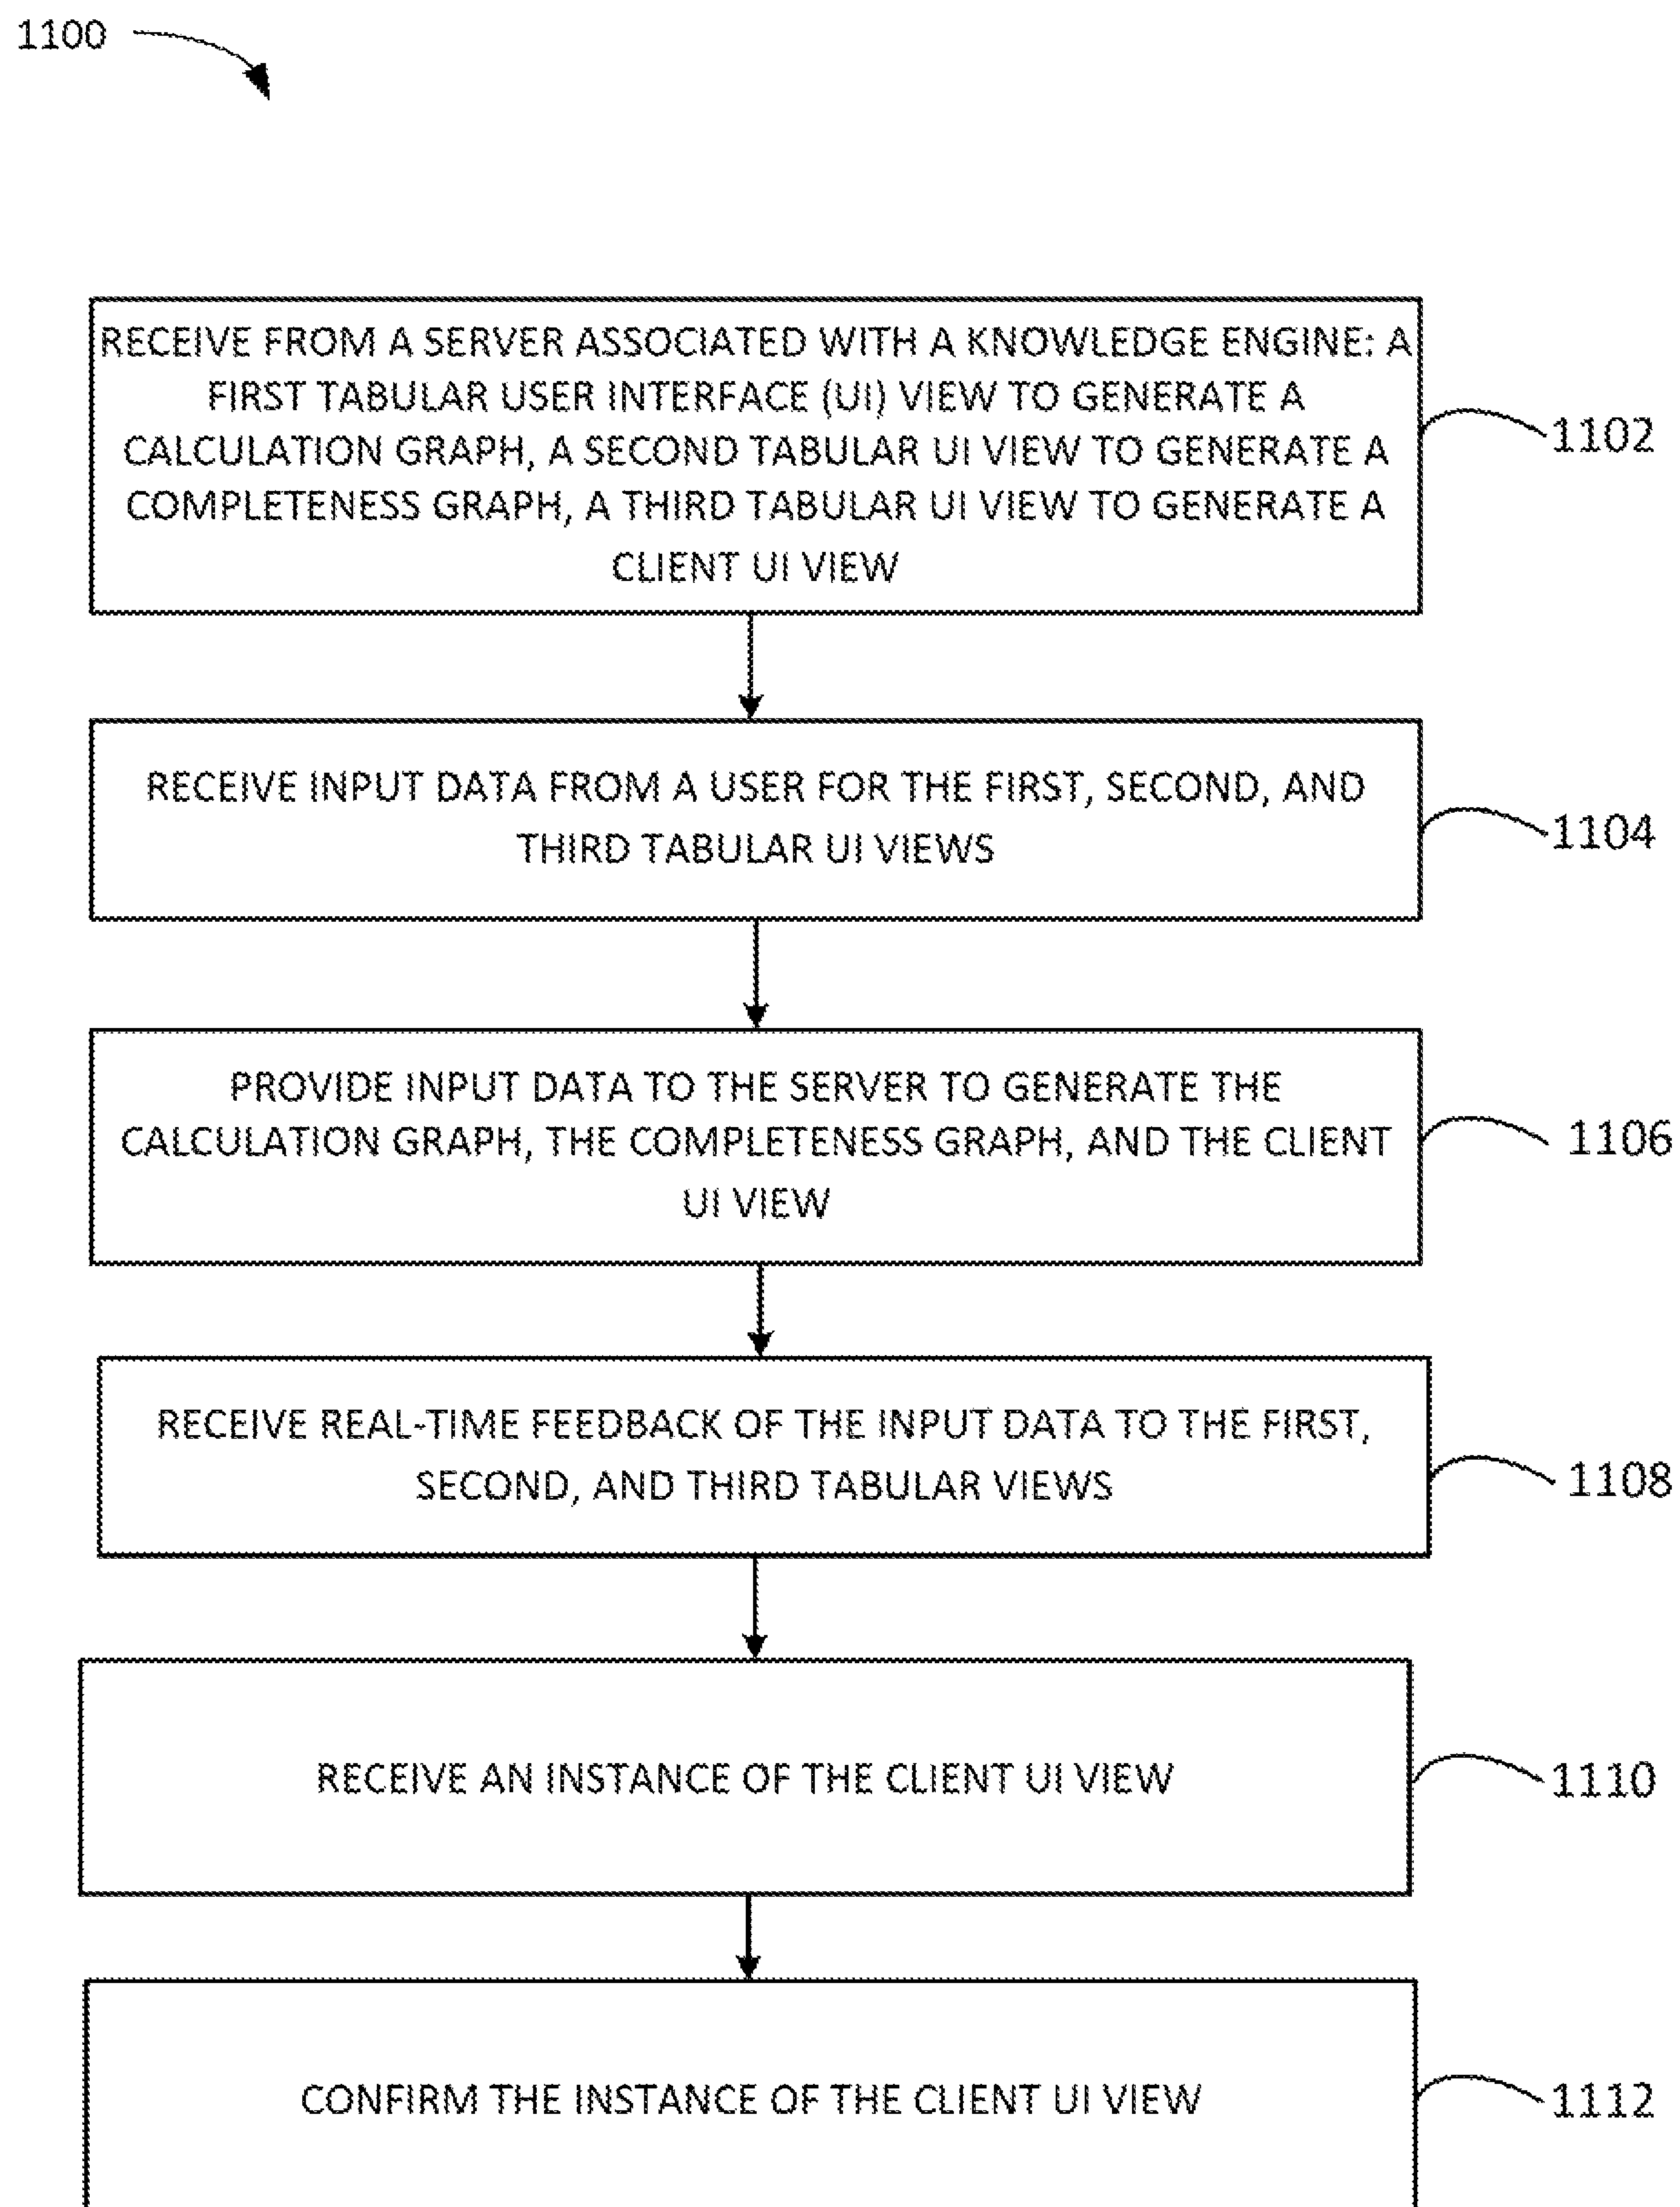 1100
RECEIVE FROM A SERVER ASSOCIATED WITH A KNOWLEDGE ENGINE: A
FIRST TABULAR USER INTERFACE (UI) VIEW TO GENERATE A
CALCULATION GRAPH, A SECOND TABULAR UI VIEW TO GENERATE A
COMPLETENESS GRAPH, A THIRD TABULAR UI VIEW TO GENERATE A
CLIENT UI VIEW
1102
RECEIVE INPUT DATA FROM A USER FOR THE FIRST, SECOND, AND
THIRD TABULAR UI VIEWS
1104
PROVIDE INPUT DATA TO THE SERVER TO GENERATE THE
CALCULATION GRAPH, THE COMPLETENESS GRAPH, AND THE CLIENT
UI VIEW
1106
RECEIVE REAL-TIME FEEDBACK OF THE INPUT DATA TO THE FIRST,
SECOND, AND THIRD TABULAR VIEWS
1108
RECEIVE AN INSTANCE OF THE CLIENT UI VIEW
1110
CONFIRM THE INSTANCE OF THE CLIENT UI VIEW
1112